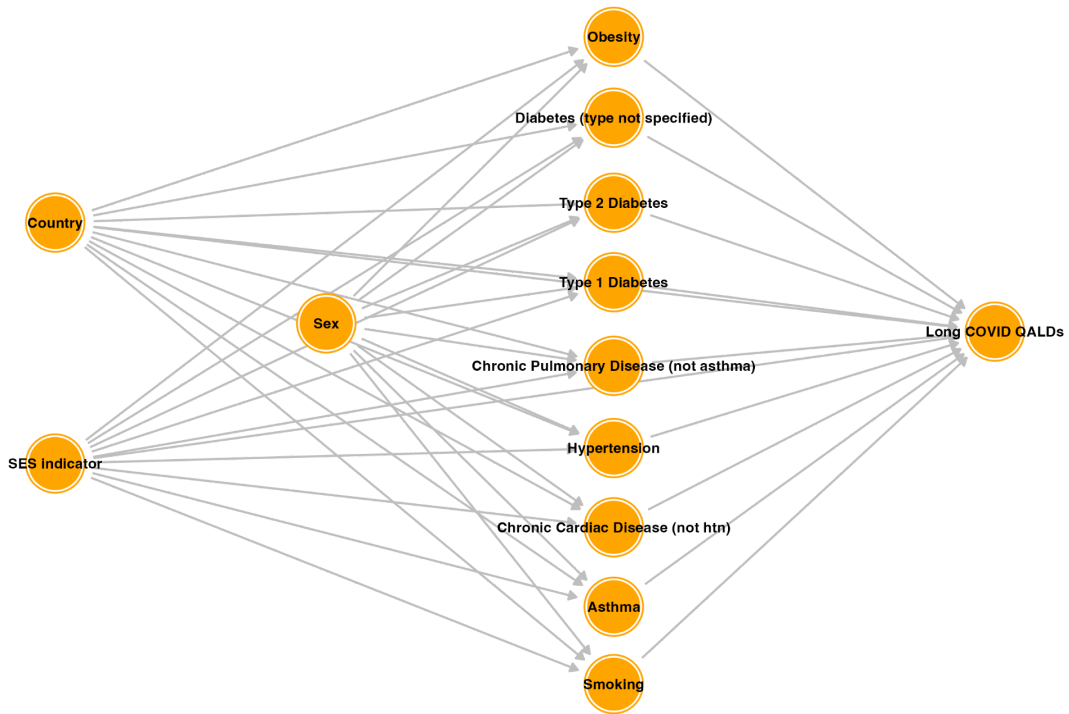 Obesity
Diabetes (type not specified)
Type 2 Diabetes
Country
Type 1 Diabetes
Sex
Long COVID QALDs
Chronic Pulmonary Disease (not asthma)
Hypertension
SES indicator
Chronic Cardiac Disease (not htn)
Asthma
Smoking